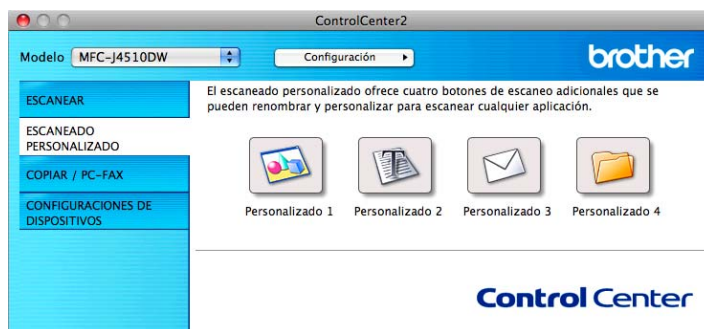 ControlCenter2
Modelo MFC-J4510DW Configuración brother
ESCANEAR
ESCANEADO
PERSONALIZADO
COPIAR / PC-FAX
CONFIGURACIONES DE
DISPOSITIVOS
El escaneado personalizado ofrece cuatro botones de escaneo adicionales que se
pueden renombrar y personalizar para escanear cualquier aplicación.
Personalizado 1 Personalizado 2 Personalizado 3 Personalizado 4
Control Center